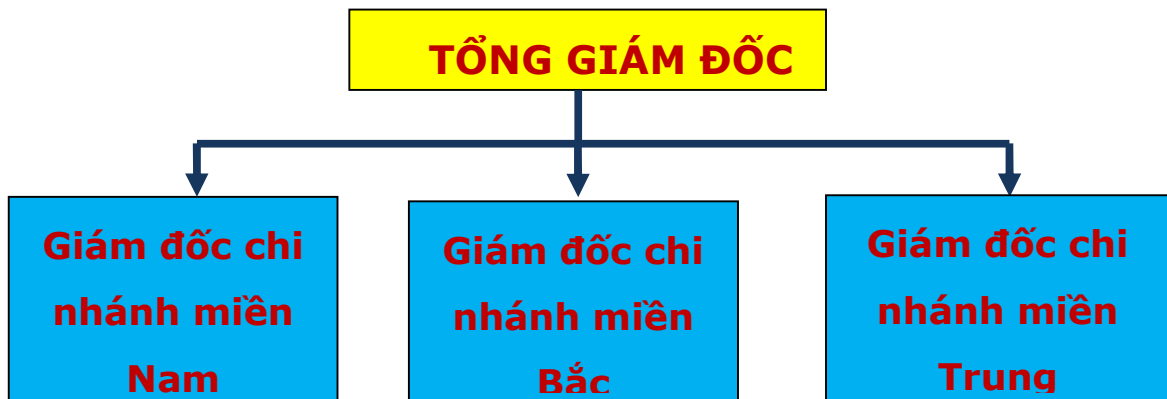 TỔNG GIÁM ĐỐC
Giám đốc chi
nhánh miền
Nam
Giám đốc chi
nhánh miền
Bắc
Giám đốc chi
nhánh miền
Trung